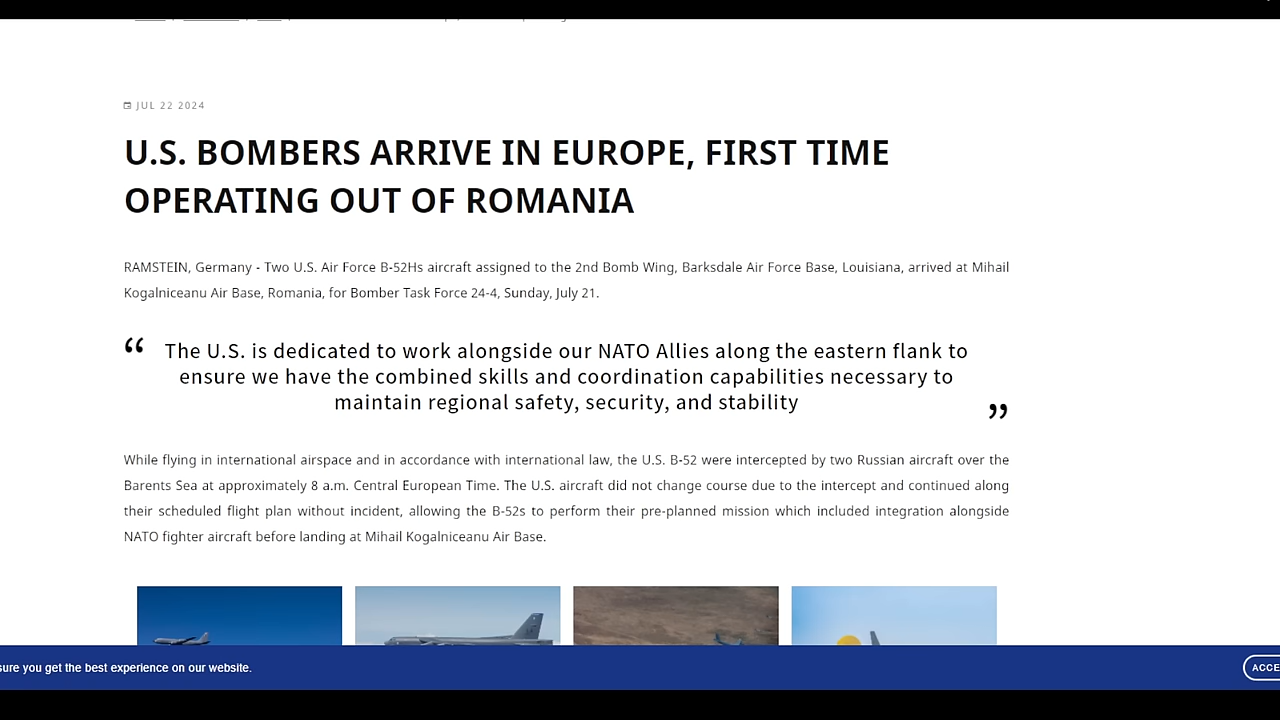 JUL 22 2024
U.S. BOMBERS ARRIVE IN EUROPE, FIRST TIME
OPERATING OUT OF ROMANIA
RAMSTEIN, Germany - Two U.S. Air Force B-52Hs aircraft assigned to the 2nd Bomb Wing, Barksdale Air Force Base, Louisiana, arrived at Mihail
Kogalniceanu Air Base, Romania, for Bomber Task Force 24-4, Sunday, July 21.
“ The U.S. is dedicated to work alongside our NATO Allies along the eastern flank to
ensure we have the combined skills and coordination capabilities necessary to
maintain regional safety, security, and stability ”
While flying in international airspace and in accordance with international law, the U.S. B-52 were intercepted by two Russian aircraft over the
Barents Sea at approximately 8 a.m. Central European Time. The U.S. aircraft did not change course due to the intercept and continued along
their scheduled flight plan without incident, allowing the B-52s to perform their pre-planned mission which included integration alongside
NATO fighter aircraft before landing at Mihail Kogalniceanu Air Base.
sure you get the best experience on our website.
ACCE